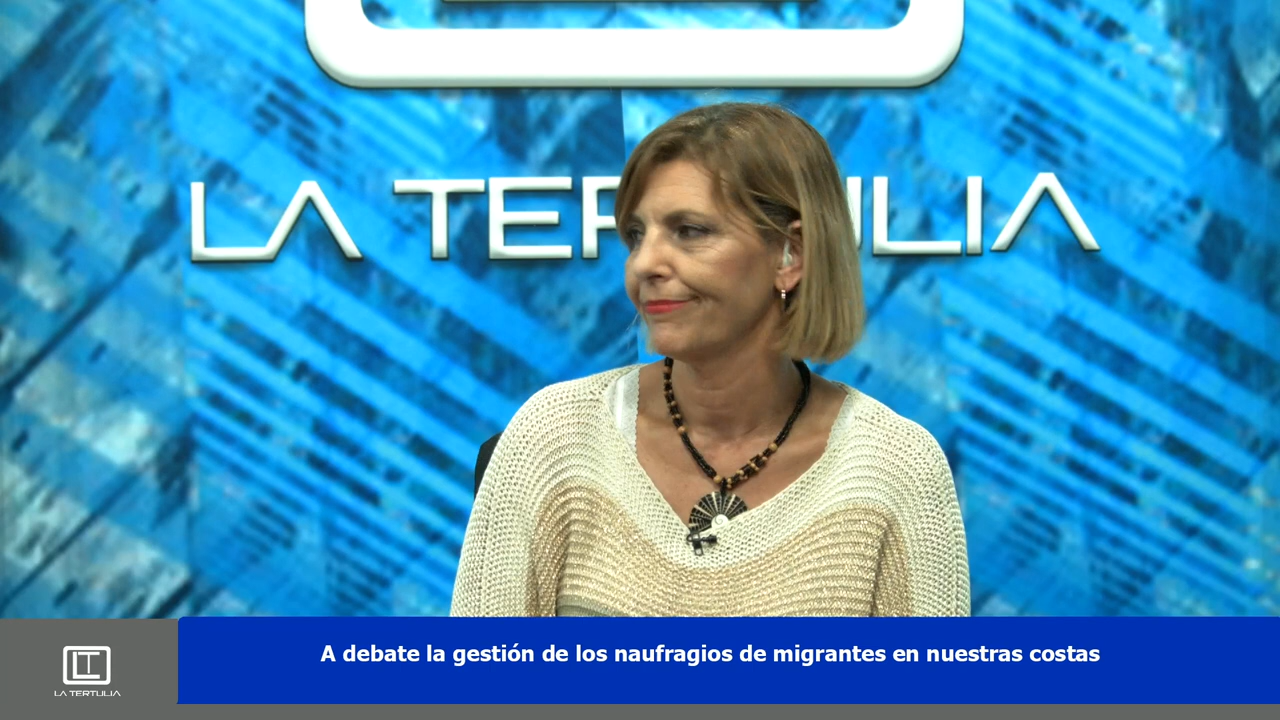 LA TERTULIA
A debate la gestión de los naufragios de migrantes en nuestras costas
LT
LA TERTULIA